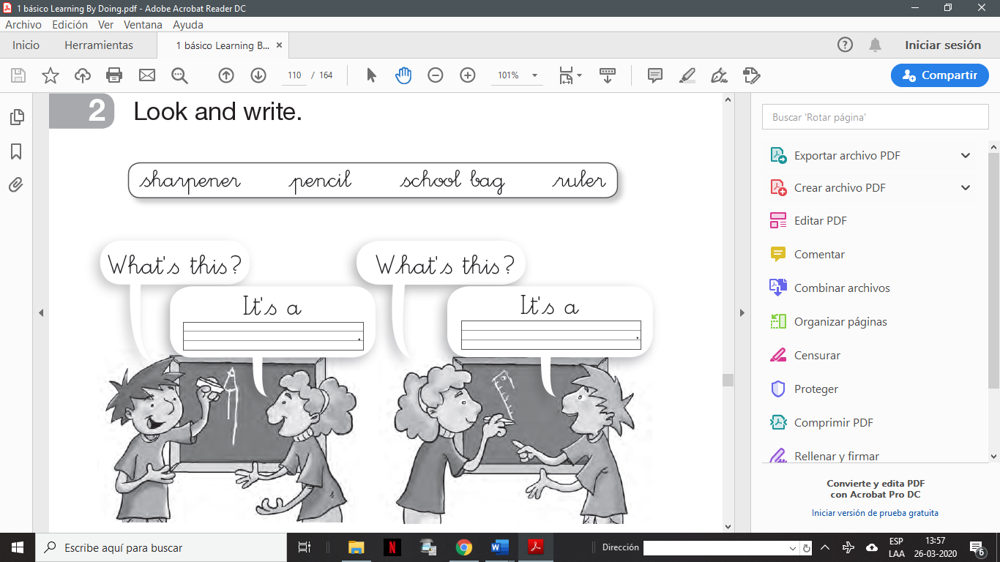 1 básico Learning By Doing.pdf - Adobe Acrobat Reader DC
Archivo Edición Ver Ventana Ayuda
Inicio Herramientas 1 básico Learning B... × Iniciar sesión
110 / 164 101% Compartir
2 Look and write.
sharpener pencil school bag ruler
What's this? What's this?
It's a It's a
. .
Buscar 'Rotar página'
Exportar archivo PDF
Crear archivo PDF
Editar PDF
Comentar
Combinar archivos
Organizar páginas
Censurar
Proteger
Comprimir PDF
Rellenar y firmar
Convierte y edita PDF
con Acrobat Pro DC
Iniciar versión de prueba gratuita
Escribe aquí para buscar Dirección ESP 13:57
LAA 26-03-2020 6